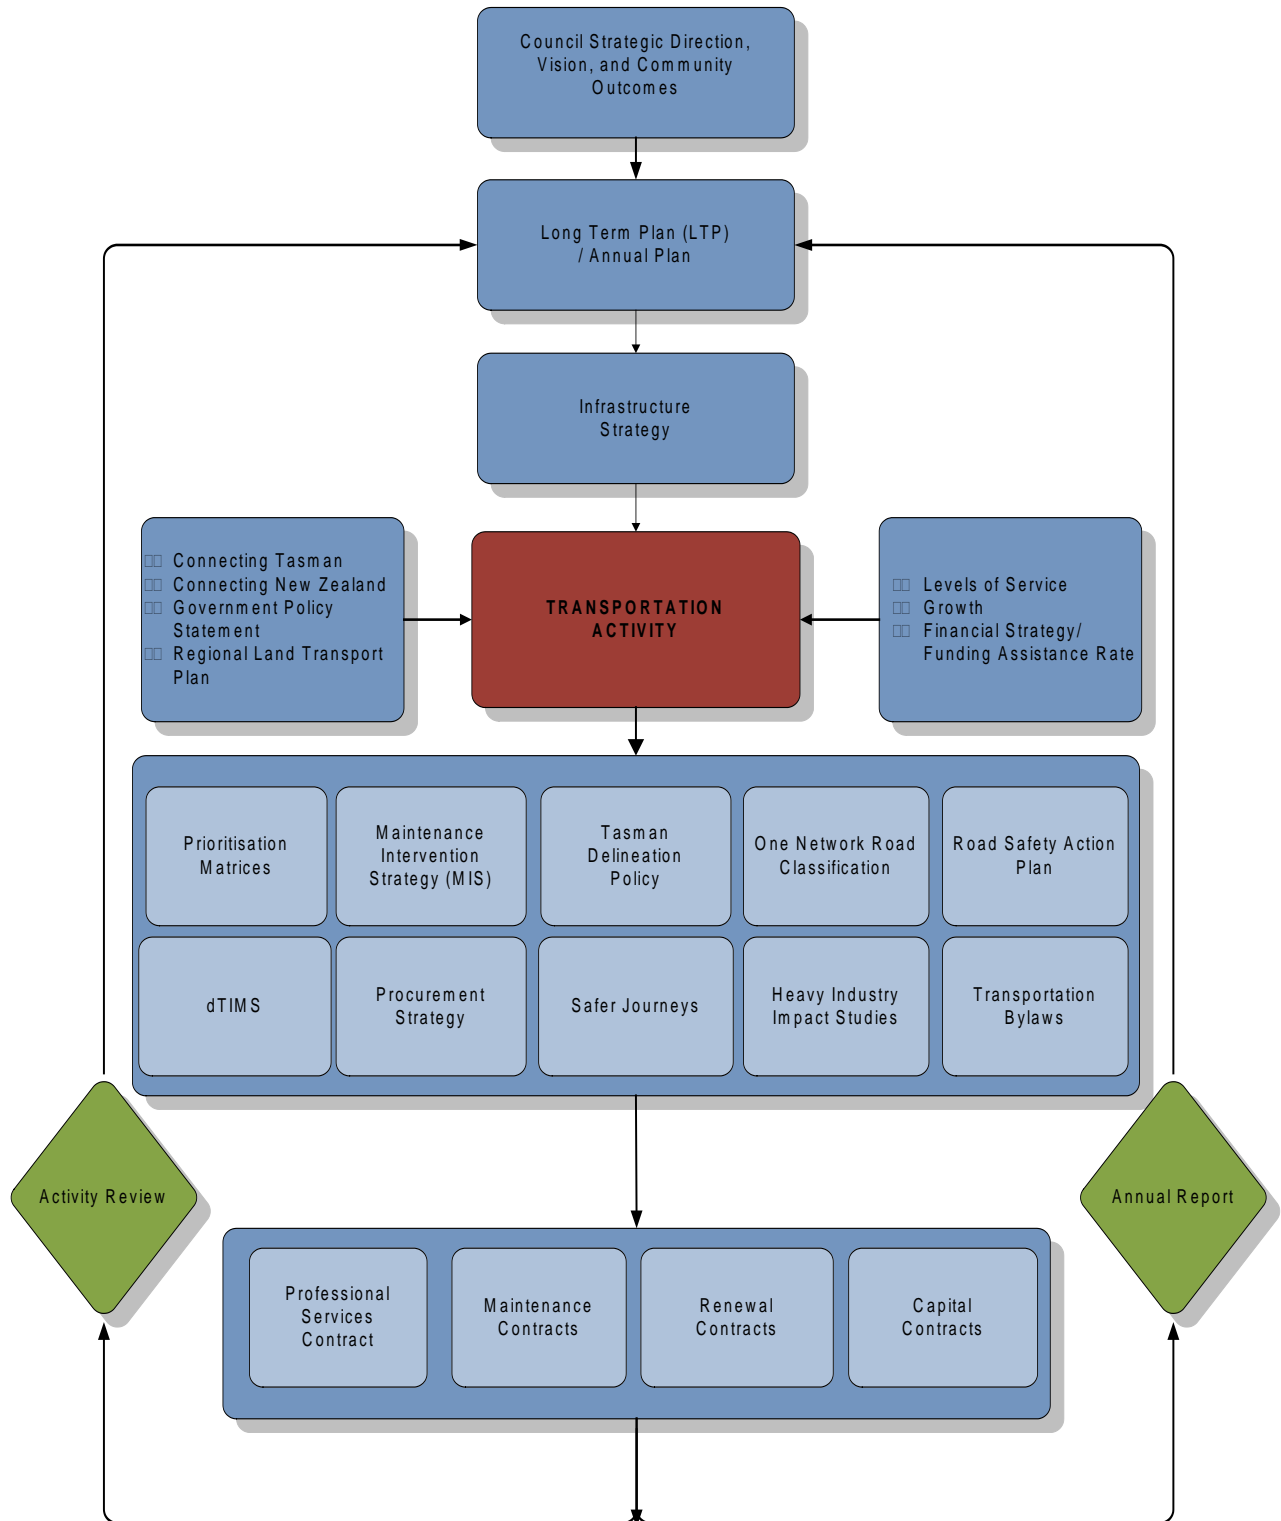 Council Strategic Direction,
Vision, and Community
Outcomes
Long Term Plan (LTP)
/ Annual Plan
Infrastructure
Strategy
Connecting Tasman
Connecting New Zealand
Government Policy
Statement
Regional Land Transport
Plan
TRANSPORTATION
ACTIVITY
Levels of Service
Growth
Financial Strategy/
Funding Assistance Rate
Prioritisation
Matrices
Maintenance
Intervention
Strategy (MIS)
Tasman
Delineation
Policy
One Network Road
Classification
Road Safety Action
Plan
dTIMS
Procurement
Strategy
Safer Journeys
Heavy Industry
Impact Studies
Transportation
Bylaws
Activity Review
Annual Report
Professional
Services
Contract
Maintenance
Contracts
Renewal
Contracts
Capital
Contracts